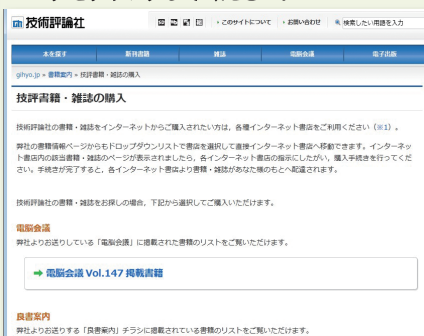 技術評論社
› このサイトについて › お問い合わせ 検索したい用語を入力
本を探す 新刊書籍 雑誌 電脳会議 電子出版
gihyo.jp » 書籍案内 » 技評書籍・雑誌の購入
技評書籍・雑誌の購入
技術評論社の書籍・雑誌をインターネットからご購入されたい方は、各種インターネット書店をご利用ください（※1）。
弊社の書籍情報ページからもドロップダウンリストで書店を選択して直接インターネット書店へ移動できます。インターネッ
ト書店内の該当書籍・雑誌のページが表示されましたら、各インターネット書店の指示にしたがい、購入手続きを行ってくだ
さい。手続きが完了すると、各インターネット書店より書籍・雑誌があなた様のもとへ配達されます。
技術評論社の書籍・雑誌をお探しの場合、下記から選択してご購入いただけます。
電脳会議
弊社よりお送りしている「電脳会議」に掲載された書籍のリストをご覧いただけます。
電脳会議 Vol.147 掲載書籍
良書案内
弊社よりお送りする「良書案内」チラシに掲載されている書籍のリストをご覧いただけます。